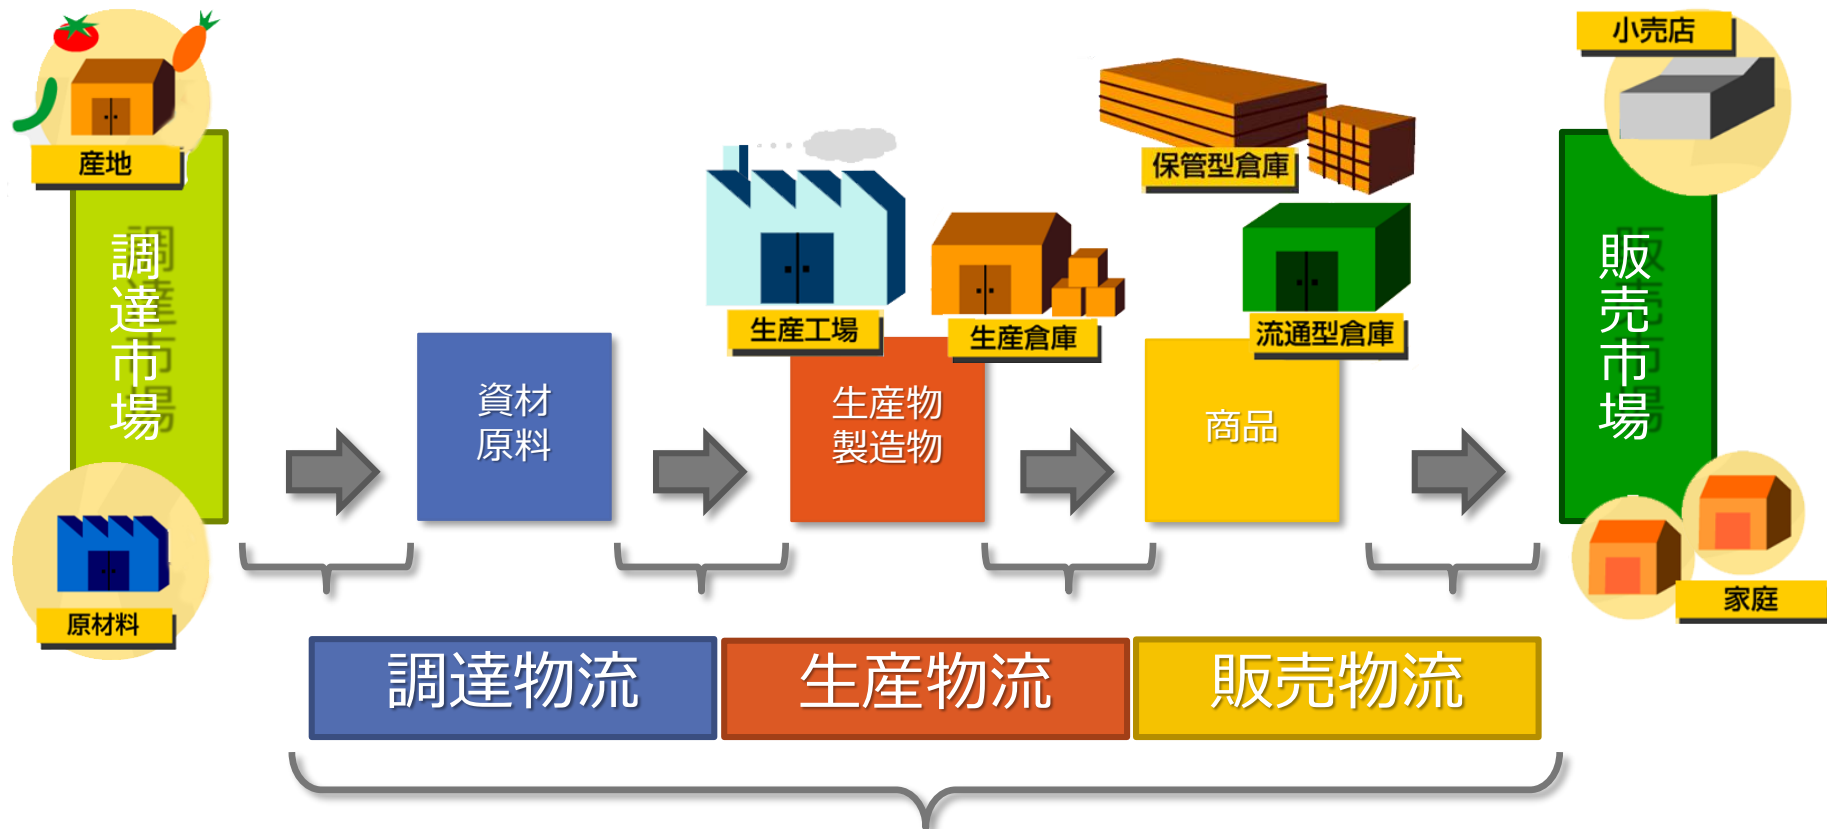 産地
調達市場
原材料
資材
原料
生産工場
生産倉庫
生産物
製造物
保管型倉庫
流通型倉庫
商品
小売店
販売市場
家庭
調達物流
生産物流
販売物流